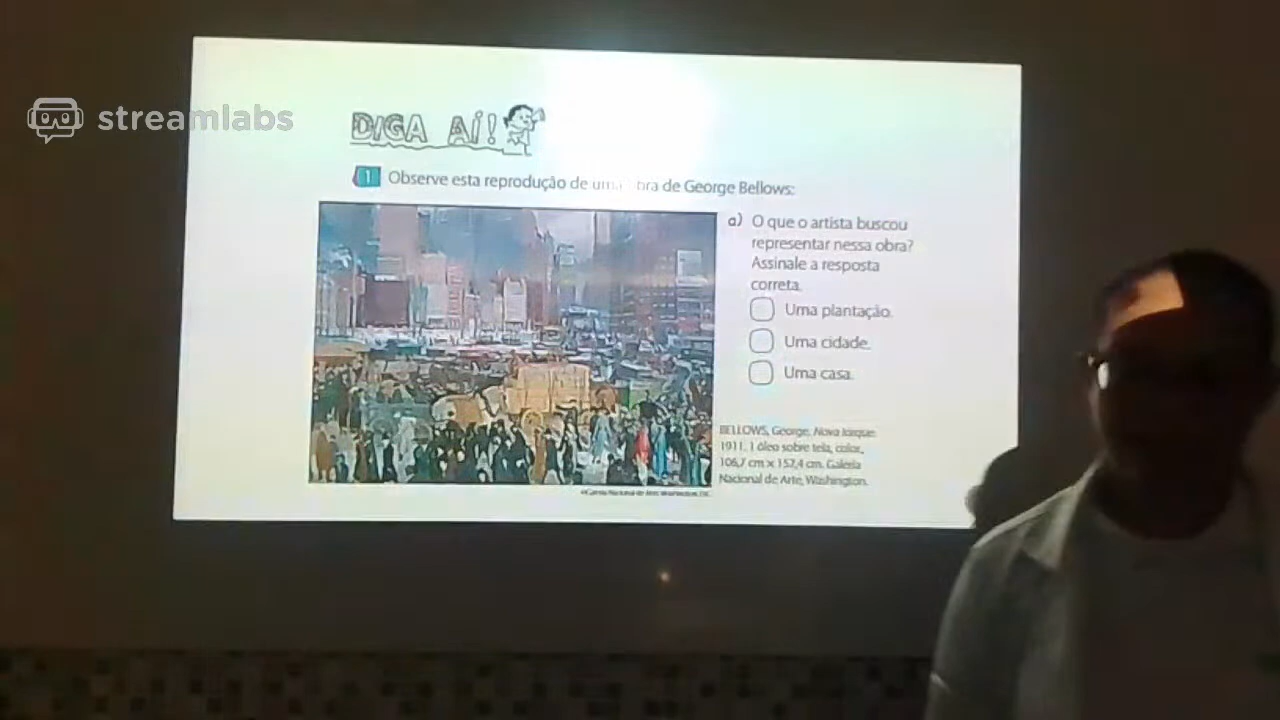 streamlabs
DIGA AÍ!
1 Observe esta reprodução de uma obra de George Bellows:
a) O que o artista buscou
representar nessa obra?
Assinale a resposta
correta.
Uma plantação.
Uma cidade.
Uma casa.
BELLOWS, George. Nova Iorque.
1911. 1 óleo sobre tela, color.,
106,7 cm x 152,4 cm. Galeria
Nacional de Arte, Washington.